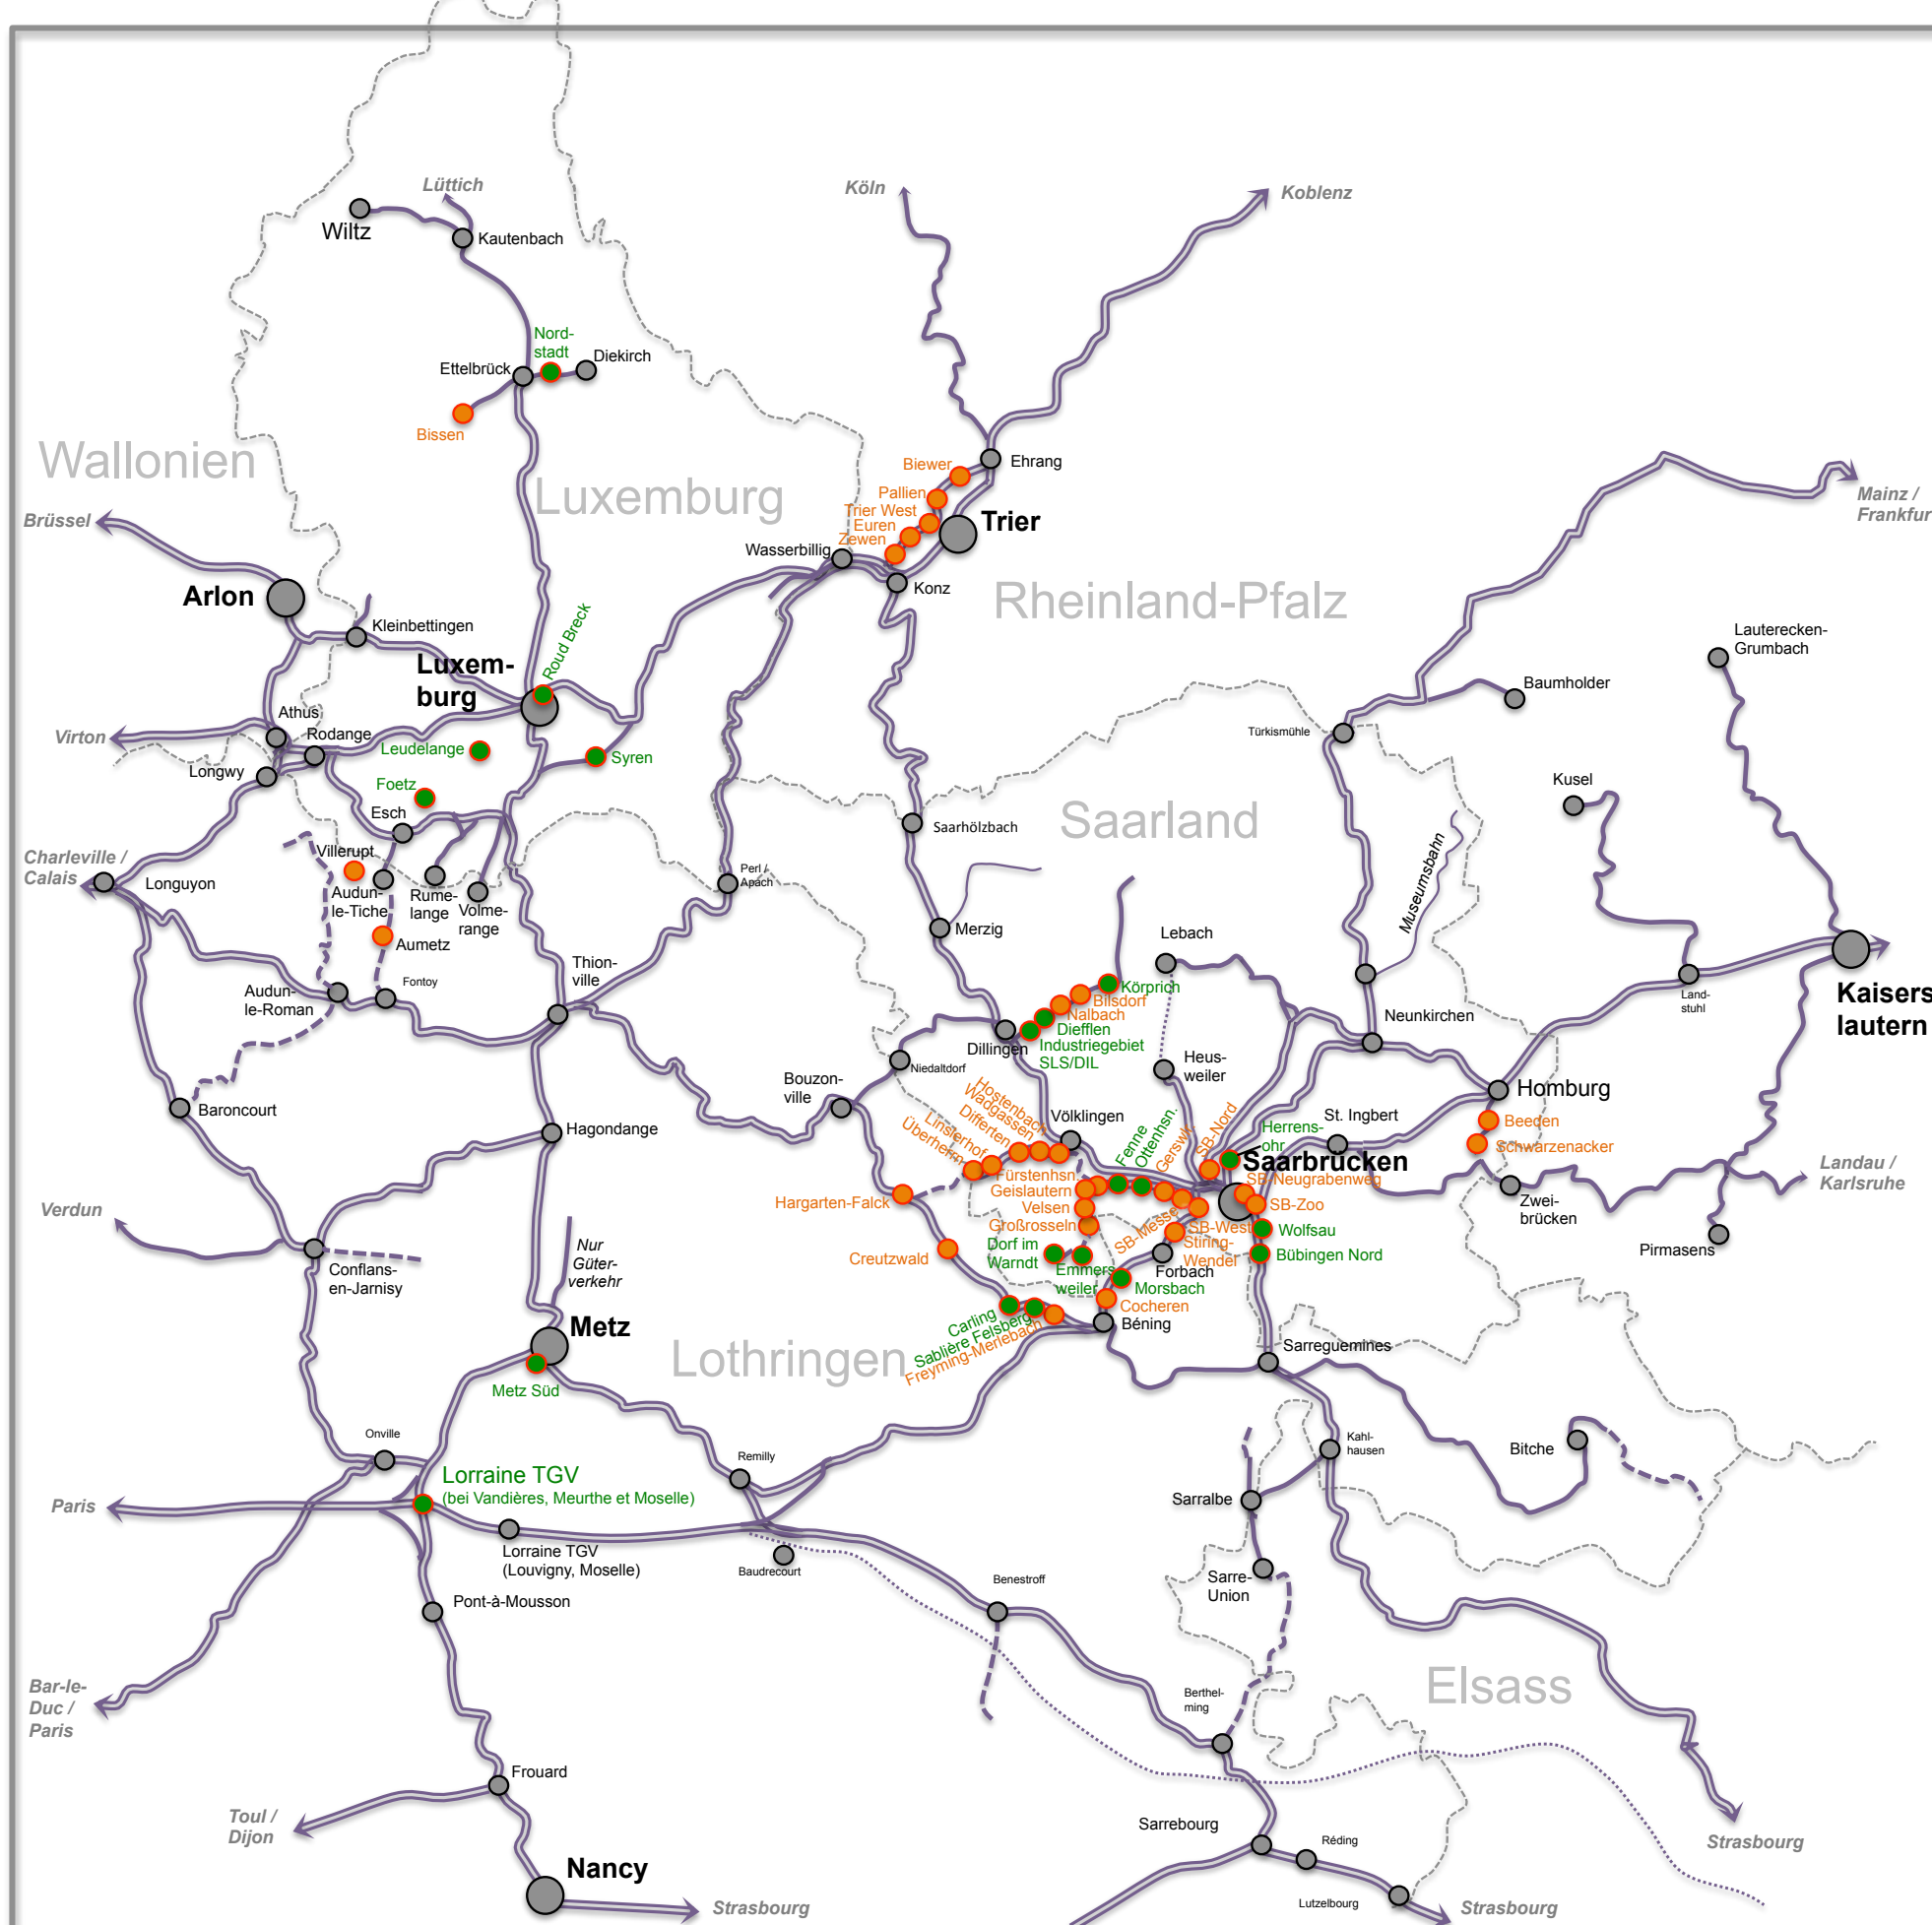 Lüttich
Köln
Koblenz
Wiltz
Kautenbach
Nord-
stadt
Diekirch
Ettelbrück
Bissen
Wallonien
Luxemburg
Brüssel
Biewer
Ehrang
Pallien
Trier West
Euren
Zewen
Trier
Mainz /
Frankfur
Wasserbillig
Konz
Arlon
Rheinland-Pfalz
Kleinbettingen
Roud Breck
Luxem-
burg
Lauterecken-
Grumbach
Baumholder
Athus
Virton
Rodange
Leudelange
Syren
Longwy
Türkismühle
Foetz
Esch
Kusel
Saarland
Saarhölzbach
Charleville /
Calais
Longuyon
Villerupt
Audun-
le-Tiche
Rume-
lange
Volme-
range
Perl /
Apach
Museumsbahn
Merzig
Lebach
Aumetz
Fontoy
Audun-
le-Roman
Thion-
ville
Körprich
Bilsdorf
Nalbach
Diefflen
Industriegebiet
SLS/DIL
Dillingen
Neunkirchen
Land-
stuhl
Kaisers
lautern
Niedaltdorf
Heus-
weiler
Bouzon-
ville
Homburg
Baroncourt
Hagondange
Hostenbach
Wadgassen
Differten
Linslerhof
Überherrn
Völklingen
Fenne
Ottenhsn.
Gersw.
SB-Nord
Herrens-
ohr
St. Ingbert
Beeden
Schwarzenacker
Saarbrücken
SB-Neugrabenweg
SB-Zoo
Landau /
Karlsruhe
Zwei-
brücken
Pirmasens
Hargarten-Falck
Fürstenhsn.
Geislautern
Velsen
Großrosseln
SB-Messe
SB-West
Stiring-
Wendel
Wolfsau
Bübingen Nord
Verdun
Nur
Güter-
verkehr
Creutzwald
Dorf im
Warndt
Emmers
weiler
Forbach
Morsbach
Cocheren
Béning
Conflans-
en-Jarnisy
Carling
Sablière Felsberg
Freyming-Merlebach
Metz
Lothringen
Sarreguemines
Metz Süd
Onville
Remilly
Kahl-
hausen
Bitche
Lorraine TGV
(bei Vandières, Meurthe et Moselle)
Paris
Sarralbe
Lorraine TGV
(Louvigny, Moselle)
Baudrecourt
Benestroff
Sarre-
Union
Pont-à-Mousson
Bar-le-
Duc /
Paris
Elsass
Berthel-
ming
Frouard
Toul /
Dijon
Sarrebourg
Réding
Strasbourg
Nancy
Strasbourg
Lutzelbourg
Strasbourg